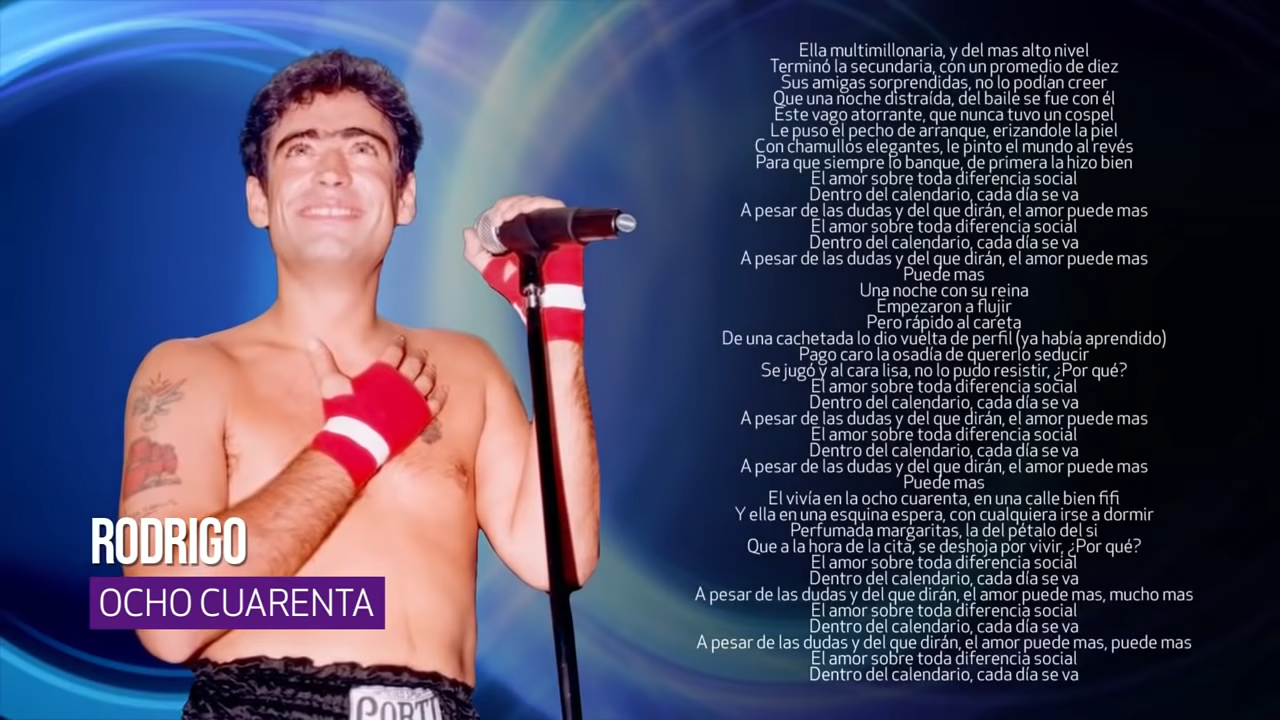 Ella multimillonaria, y del mas alto nivel
Terminó la secundaria, con un promedio de diez
Sus amigas sorprendidas, no lo podían creer
Que una noche distraída, del baile se fue con él
Este vago atorrante, que nunca tuvo un cospel
Le puso el pecho de arranque, erizandole la piel
Con chamullos elegantes, le pinto el mundo al revés
Para que siempre lo banque, de primera la hizo bien
El amor sobre toda diferencia social
Dentro del calendario, cada día se va
A pesar de las dudas y del que dirán, el amor puede mas
El amor sobre toda diferencia social
Dentro del calendario, cada día se va
A pesar de las dudas y del que dirán, el amor puede mas
Puede mas
Una noche con su reina
Empezaron a flujir
Pero rápido al careta
De una cachetada lo dio vuelta de perfil (ya había aprendido)
Pago caro la osadía de quererlo seducir
Se jugó y al cara lisa, no lo pudo resistir, ¿Por qué?
El amor sobre toda diferencia social
Dentro del calendario, cada día se va
A pesar de las dudas y del que dirán, el amor puede mas
El amor sobre toda diferencia social
Dentro del calendario, cada día se va
A pesar de las dudas y del que dirán, el amor puede mas
Puede mas
El vivía en la ocho cuarenta, en una calle bien fifi
Y ella en una esquina espera, con cualquiera irse a dormir
Perfumada margaritas, la del pétalo del si
Que a la hora de la cita, se deshoja por vivir, ¿Por qué?
El amor sobre toda diferencia social
Dentro del calendario, cada día se va
A pesar de las dudas y del que dirán, el amor puede mas, mucho mas
El amor sobre toda diferencia social
Dentro del calendario, cada día se va
A pesar de las dudas y del que dirán, el amor puede mas, puede mas
El amor sobre toda diferencia social
Dentro del calendario, cada día se va
RODRIGO
OCHO CUARENTA